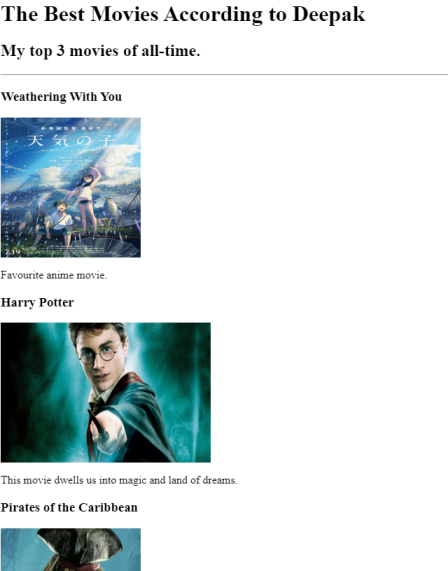 The Best Movies According to Deepak
My top 3 movies of all-time.
Weathering With You
天気の子
7.19
Favourite anime movie.
Harry Potter
This movie dwells us into magic and land of dreams.
Pirates of the Caribbean